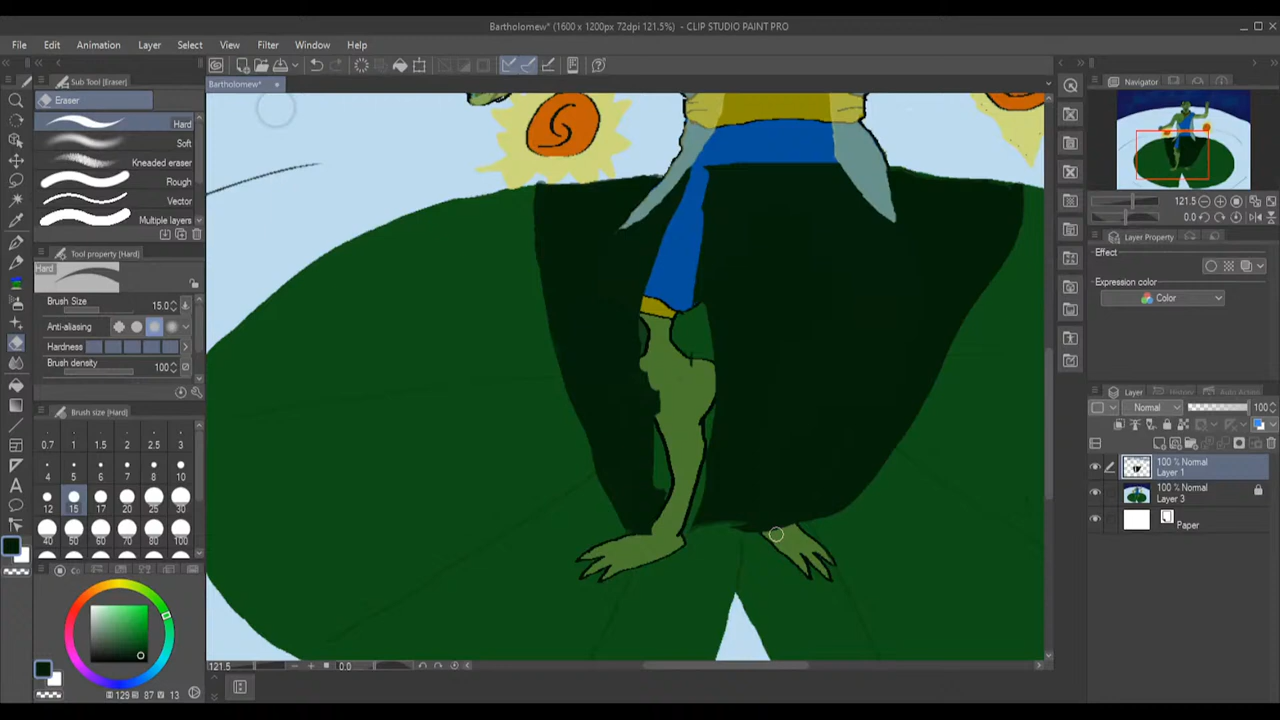 Bartholomew* (1600 x 1200px 72dpi 121.5%) - CLIP STUDIO PAINT PRO
File Edit Animation Layer Select View Filter Window Help
Sub Tool [Eraser]
Bartholomew*
Navigator
Eraser
Hard
Soft
Kneaded eraser
Rough
Vector
Multiple layers
121.5
0.0
Tool property [Hard]
Layer Property
Hard
Effect
Brush Size 15.0
Expression color
Color
Anti-aliasing
Hardness
Brush density 100
Layer
History
Auto Action
Normal 100
Brush size [Hard]
0.7 1 1.5 2 2.5 3
4 5 6 7 8 10
12 15 17 20 25 30
40 50 60 70 80 100
100 % Normal
Layer 1
100 % Normal
Layer 3
Paper
121.5 0.0
129 87 13